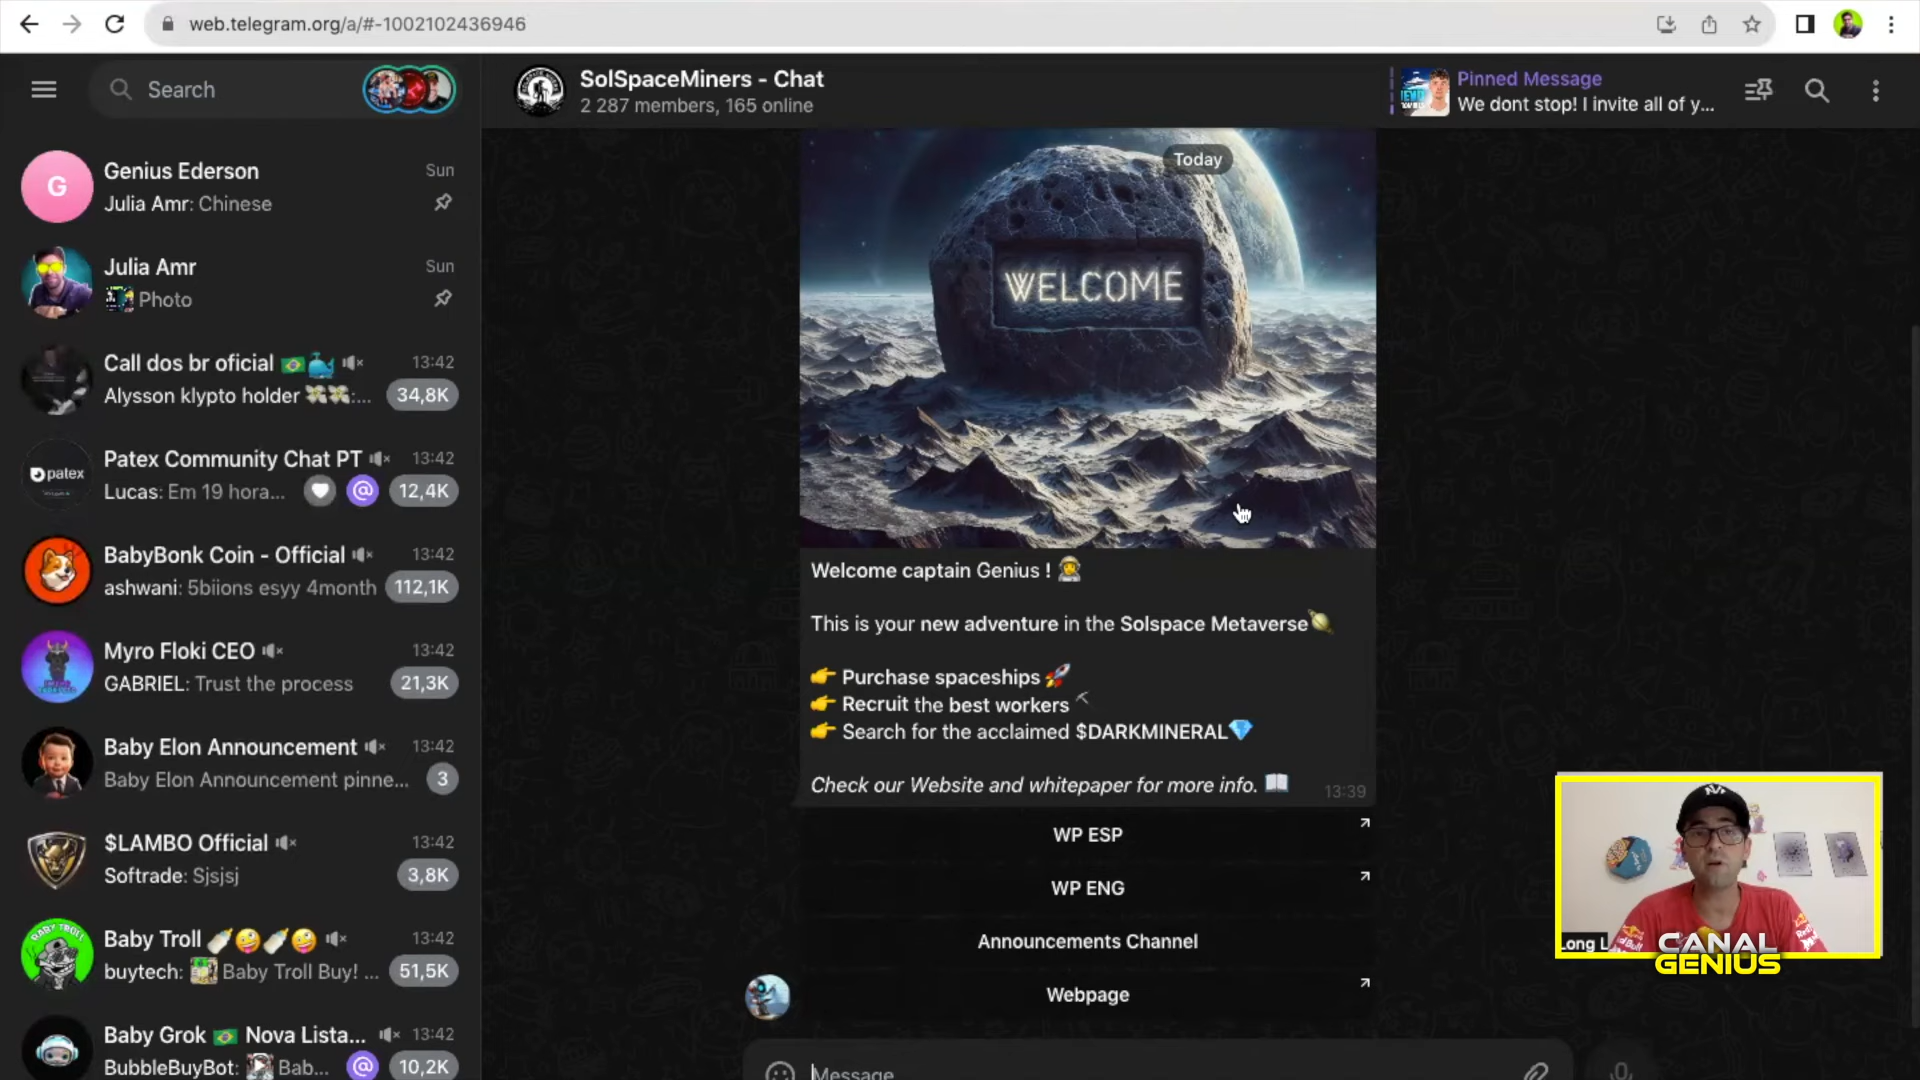 web.telegram.org/a/#-1002102436946
Search
SolSpaceMiners - Chat
2 287 members, 165 online
Pinned Message
We dont stop! I invite all of y...
Genius Ederson
Sun
G
Julia Amr: Chinese
Julia Amr
Sun
Photo
Call dos br oficial
13:42
Alysson klypto holder 💸💸:...
34,8K
Patex Community Chat PT
13:42
patex
Lucas: Em 19 hora...
@
12,4K
BabyBonk Coin - Official
13:42
ashwani: 5biions esyy 4month
112,1K
Myro Floki CEO
13:42
GABRIEL: Trust the process
21,3K
Baby Elon Announcement
13:42
Baby Elon Announcement pinne...
3
$LAMBO Official
13:42
Softrade: Sjsjsj
3,8K
Baby Troll 🍼🤪🍼🤪
13:42
BABY TROLL
buytech: Baby Troll Buy! ...
51,5K
Baby Grok 🇧🇷 Nova Lista...
13:42
BubbleBuyBot: Bab...
@
10,2K
Today
WELCOME
Welcome captain Genius ! 🧑‍🚀
This is your new adventure in the Solspace Metaverse🪐
👉 Purchase spaceships 🚀
👉 Recruit the best workers ⛏
👉 Search for the acclaimed $DARKMINERAL💎
Check our Website and whitepaper for more info. 📖
13:39
WP ESP
WP ENG
Announcements Channel
Webpage
Message
Long L
CANAL
GENIUS